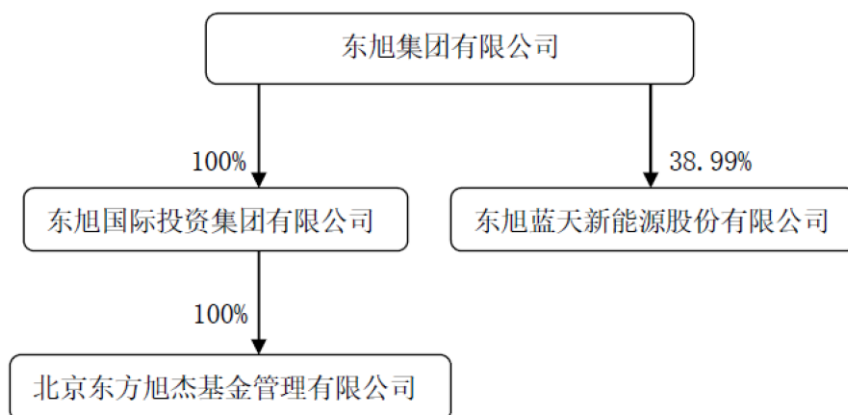 东旭集团有限公司
100%
38.99%
东旭国际投资集团有限公司
东旭蓝天新能源股份有限公司
100%
北京东方旭杰基金管理有限公司